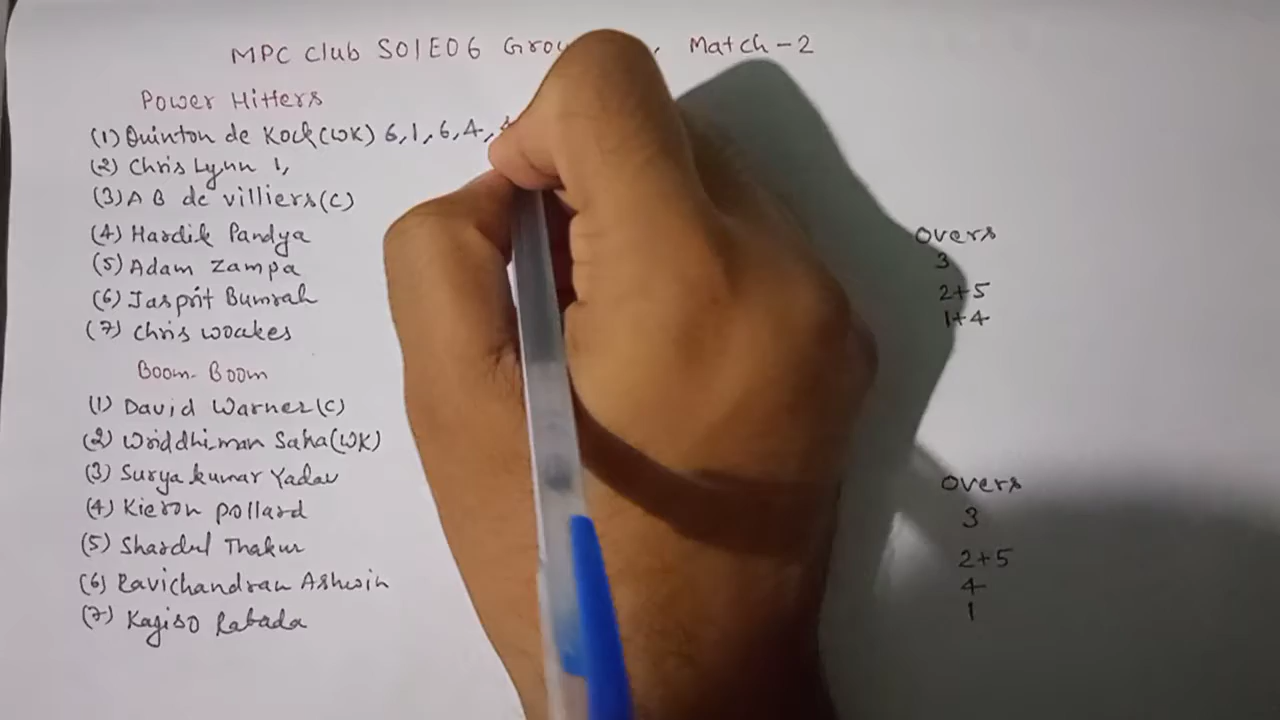 MPC Club S01E06 Match-2
Power Hitters
(1) Quinton de Kock(WK) 6,1,6,4,
(2) Chris Lynn 1,
(3) A B de villiers(C)
(4) Hardik Pandya
(5) Adam Zampa
(6) Jasprit Bumrah
(7) Chris woakes
Overs
3
2+5
1+4
Boom-Boom
(1) David Warner(C)
(2) Wriddhiman Saha(WK)
(3) Surya kumar Yadav
(4) Kieron pollard
(5) Shardul Thakur
(6) Ravichandran Ashwin
(7) Kagiso Rabada
Overs
3
2+5
4
1